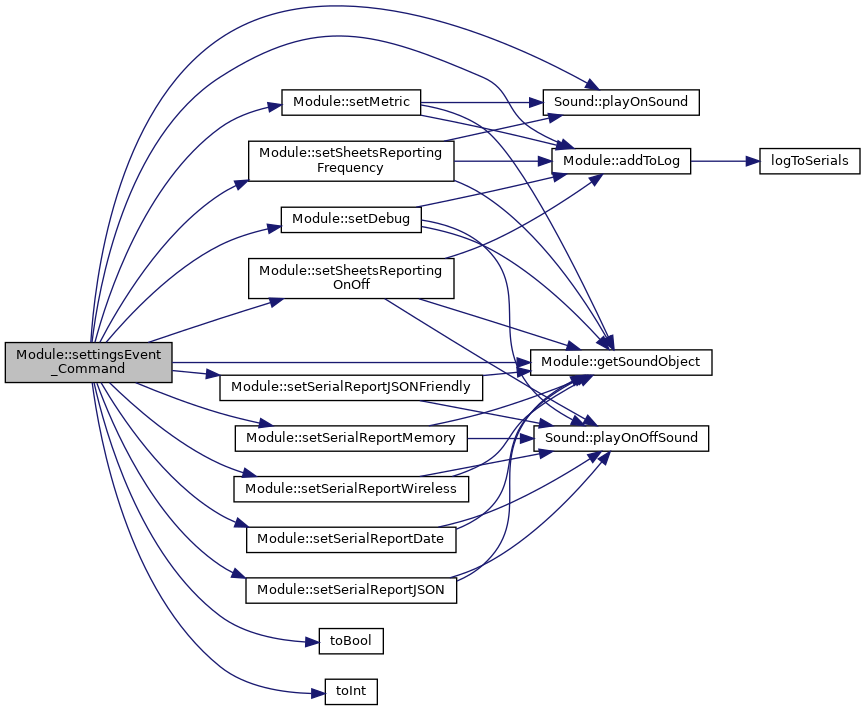 Module::settingsEvent
_Command
Module::setMetric
Module::setSheetsReporting
Frequency
Module::setDebug
Module::setSheetsReporting
OnOff
Module::setSerialReportJSONFriendly
Module::setSerialReportMemory
Module::setSerialReportWireless
Module::setSerialReportDate
Module::setSerialReportJSON
toBool
toInt
Sound::playOnSound
Module::addToLog
Module::getSoundObject
Sound::playOnOffSound
logToSerials